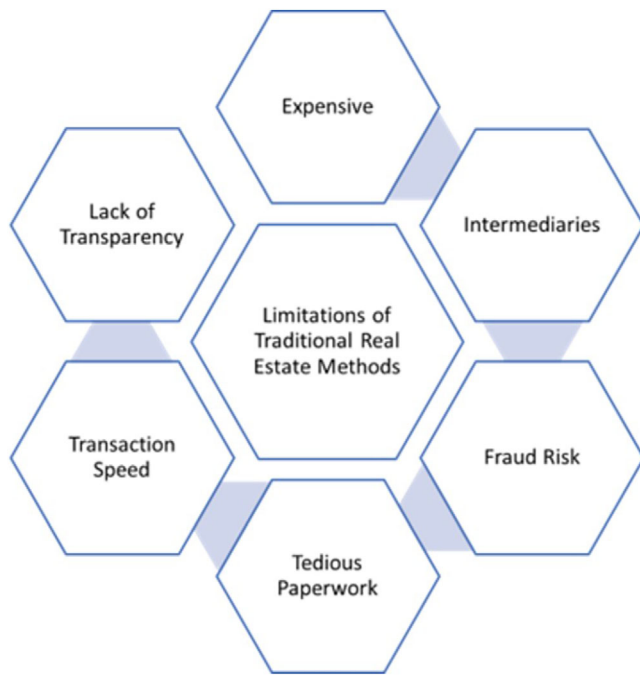 Expensive
Lack of
Transparency
Intermediaries
Limitations of
Traditional Real
Estate Methods
Transaction
Speed
Fraud Risk
Tedious
Paperwork